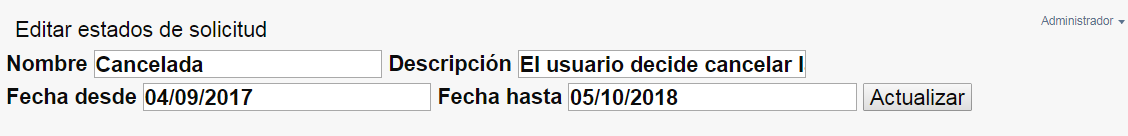 Administrador
Editar estados de solicitud
Nombre Cancelada Descripción El usuario decide cancelar l
Fecha desde 04/09/2017 Fecha hasta 05/10/2018 Actualizar